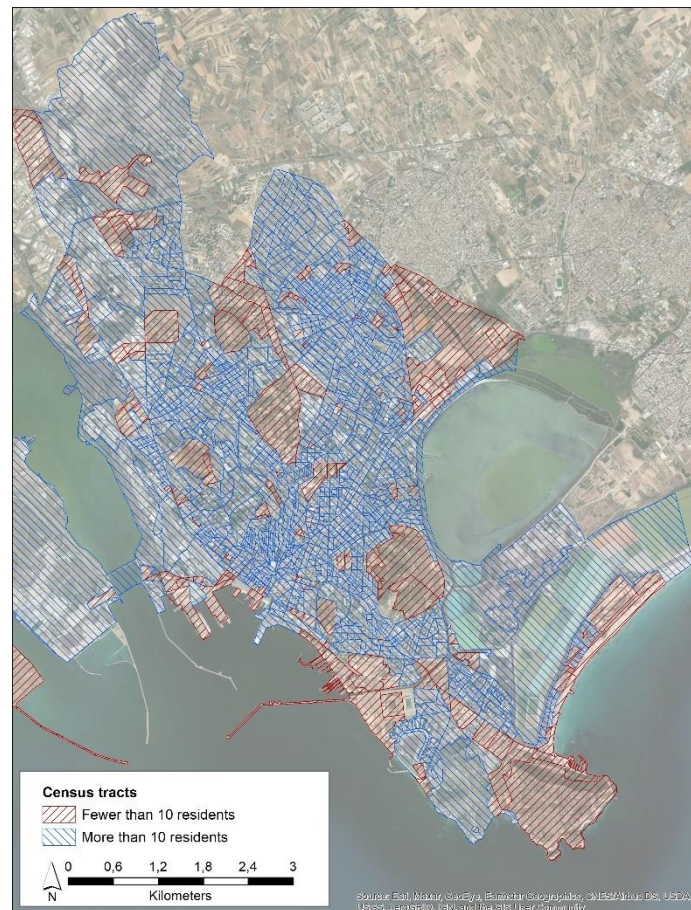 Census tracts
Fewer than 10 residents
More than 10 residents
0 0,6 1,2 1,8 2,4 3
Kilometers
N
Source: Esri, Maxar, GeoEye, Earthstar Geographics, CNES/Airbus DS, USDA
USGS, AeroGRID, IGN, and the GIS User Community